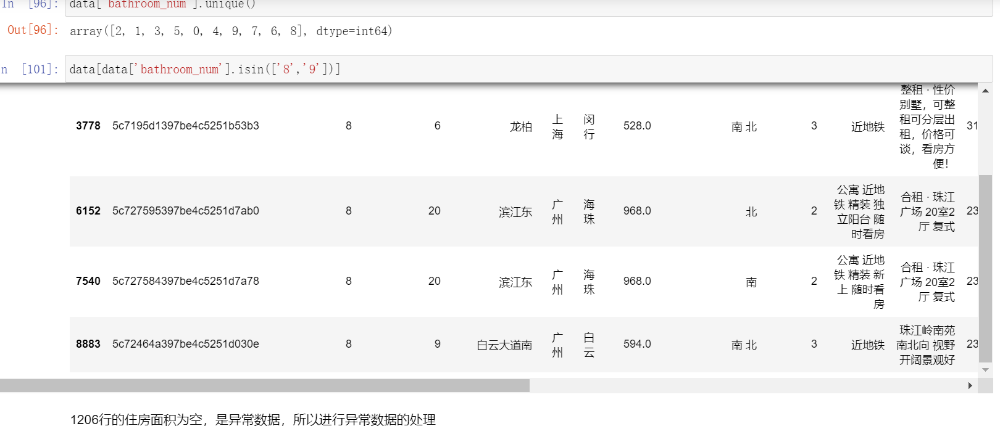 In [96]: data['bathroom_num'].unique()
Out[96]: array([2, 1, 3, 5, 0, 4, 9, 7, 6, 8], dtype=int64)
n [101]: data[data['bathroom_num'].isin(['8','9'])]
整租 · 性价
别墅，可整
租可分层出
租，价格可
谈，看房方
便！
3778 5c7195d1397be4c5251b53b3 8 6 龙柏 上海 闵行 528.0 南 北 3 近地铁 31
6152 5c727595397be4c5251d7ab0 8 20 滨江东 广州 海珠 968.0 北 2
公寓 近地
铁 精装 独
立阳台 随
时看房
合租 · 珠江
广场 20室2
厅 复式
23
7540 5c727584397be4c5251d7a78 8 20 滨江东 广州 海珠 968.0 南 2
公寓 近地
铁 精装 新
上 随时看
房
合租 · 珠江
广场 20室2
厅 复式
23
8883 5c72464a397be4c5251d030e 8 9 白云大道南 广州 白云 594.0 南 北 3 近地铁
珠江岭南苑
南北向 视野
开阔景观好
23
1206行的住房面积为空，是异常数据，所以进行异常数据的处理